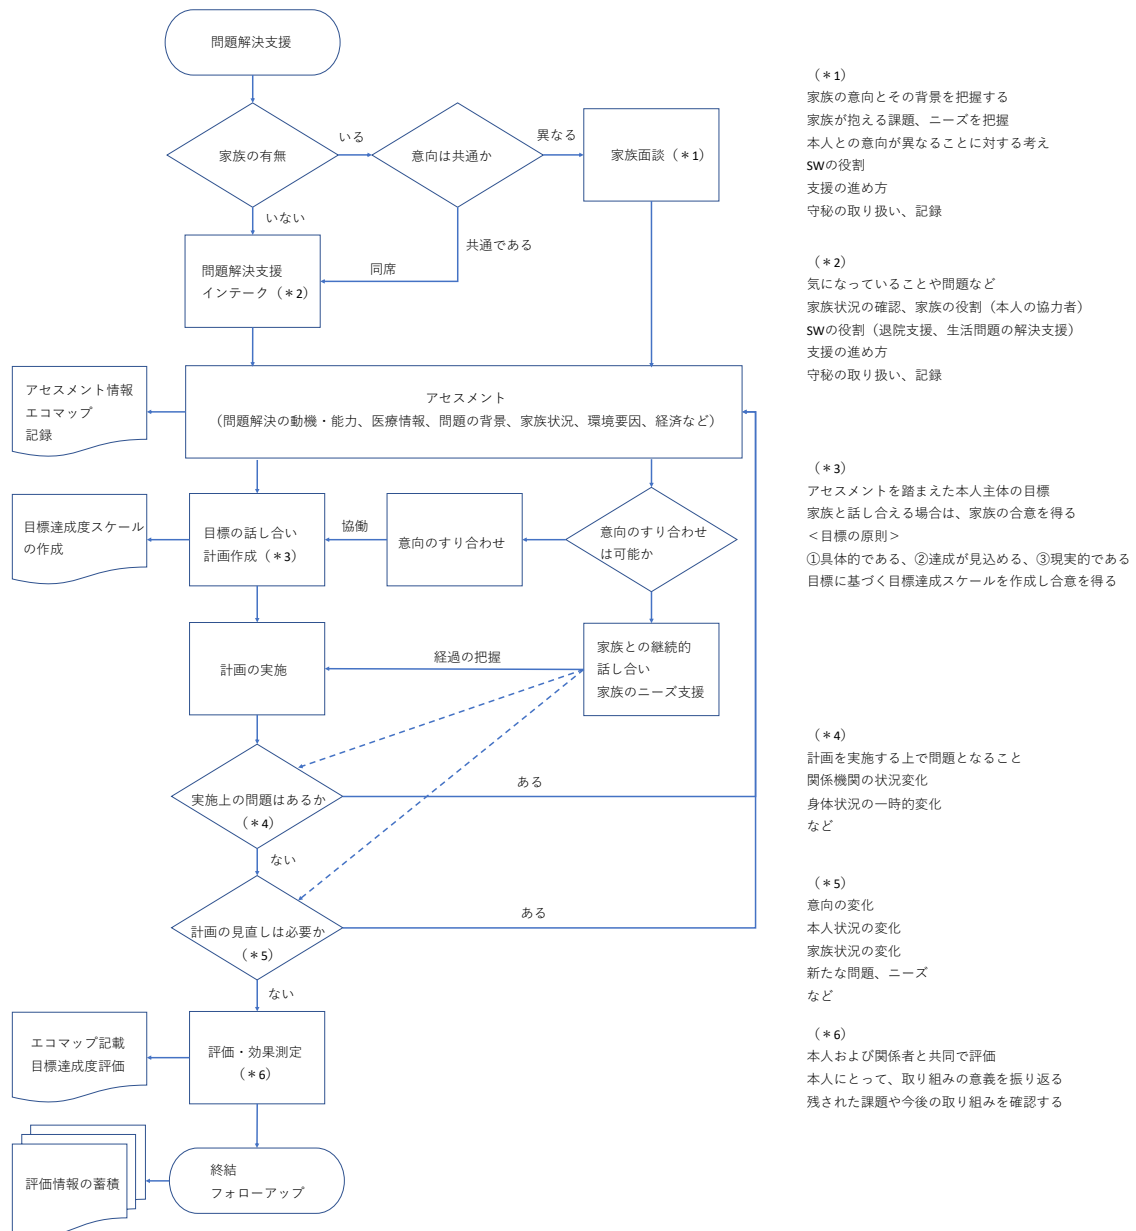 問題解決支援
家族の有無
いる
意向は共通か
異なる
家族面談（＊1）
いない
共通である
同席
問題解決支援
インテーク（＊2）
アセスメント
（問題解決の動機・能力、医療情報、問題の背景、家族状況、環境要因、経済など）
アセスメント情報
エコマップ
記録
目標達成度スケール
の作成
目標の話し合い
計画作成（＊3）
協働
意向のすり合わせ
意向のすり合わせ
は可能か
計画の実施
経過の把握
家族との継続的
話し合い
家族のニーズ支援
実施上の問題はあるか
（＊4）
ある
ない
計画の見直しは必要か
（＊5）
ある
ない
エコマップ記載
目標達成度評価
評価・効果測定
（＊6）
評価情報の蓄積
終結
フォローアップ
（＊1）
家族の意向とその背景を把握する
家族が抱える課題、ニーズを把握
本人との意向が異なることに対する考え
SWの役割
支援の進め方
守秘の取り扱い、記録
（＊2）
気になっていることや問題など
家族状況の確認、家族の役割（本人の協力者）
SWの役割（退院支援、生活問題の解決支援）
支援の進め方
守秘の取り扱い、記録
（＊3）
アセスメントを踏まえた本人主体の目標
家族と話し合える場合は、家族の合意を得る
＜目標の原則＞
①具体的である、②達成が見込める、③現実的である
目標に基づく目標達成スケールを作成し合意を得る
（＊4）
計画を実施する上で問題となること
関係機関の状況変化
身体状況の一時的変化
など
（＊5）
意向の変化
本人状況の変化
家族状況の変化
新たな問題、ニーズ
など
（＊6）
本人および関係者と共同で評価
本人にとって、取り組みの意義を振り返る
残された課題や今後の取り組みを確認する